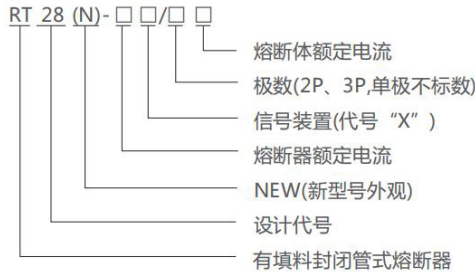 RT 28 (N)-□ □/□ □
熔断体额定电流
极数(2P、3P,单极不标数)
信号装置(代号“X”)
熔断器额定电流
NEW(新型号外观)
设计代号
有填料封闭管式熔断器